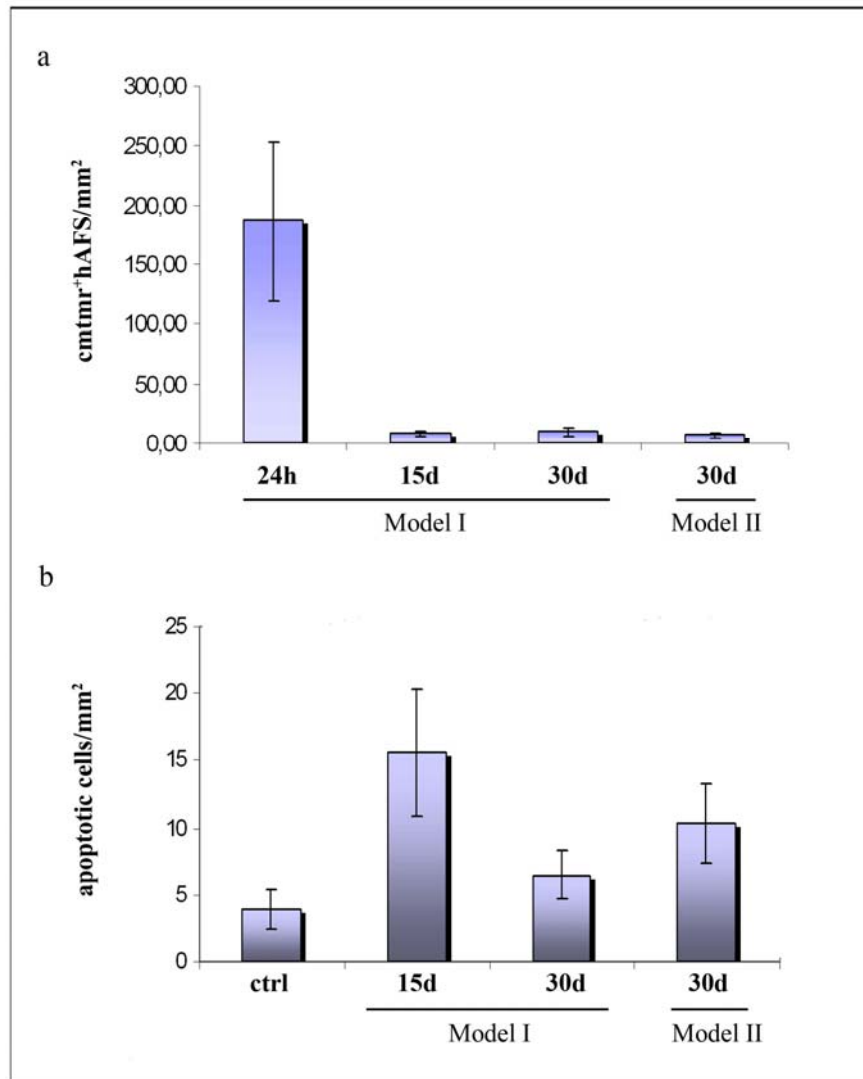 a
300,00
250,00
200,00
150,00
100,00
50,00
0,00
cmtmr⁺hAFS/mm²
24h 15d 30d 30d
Model I Model II
b
25
20
15
10
5
0
apoptotic cells/mm²
ctrl 15d 30d 30d
Model I Model II